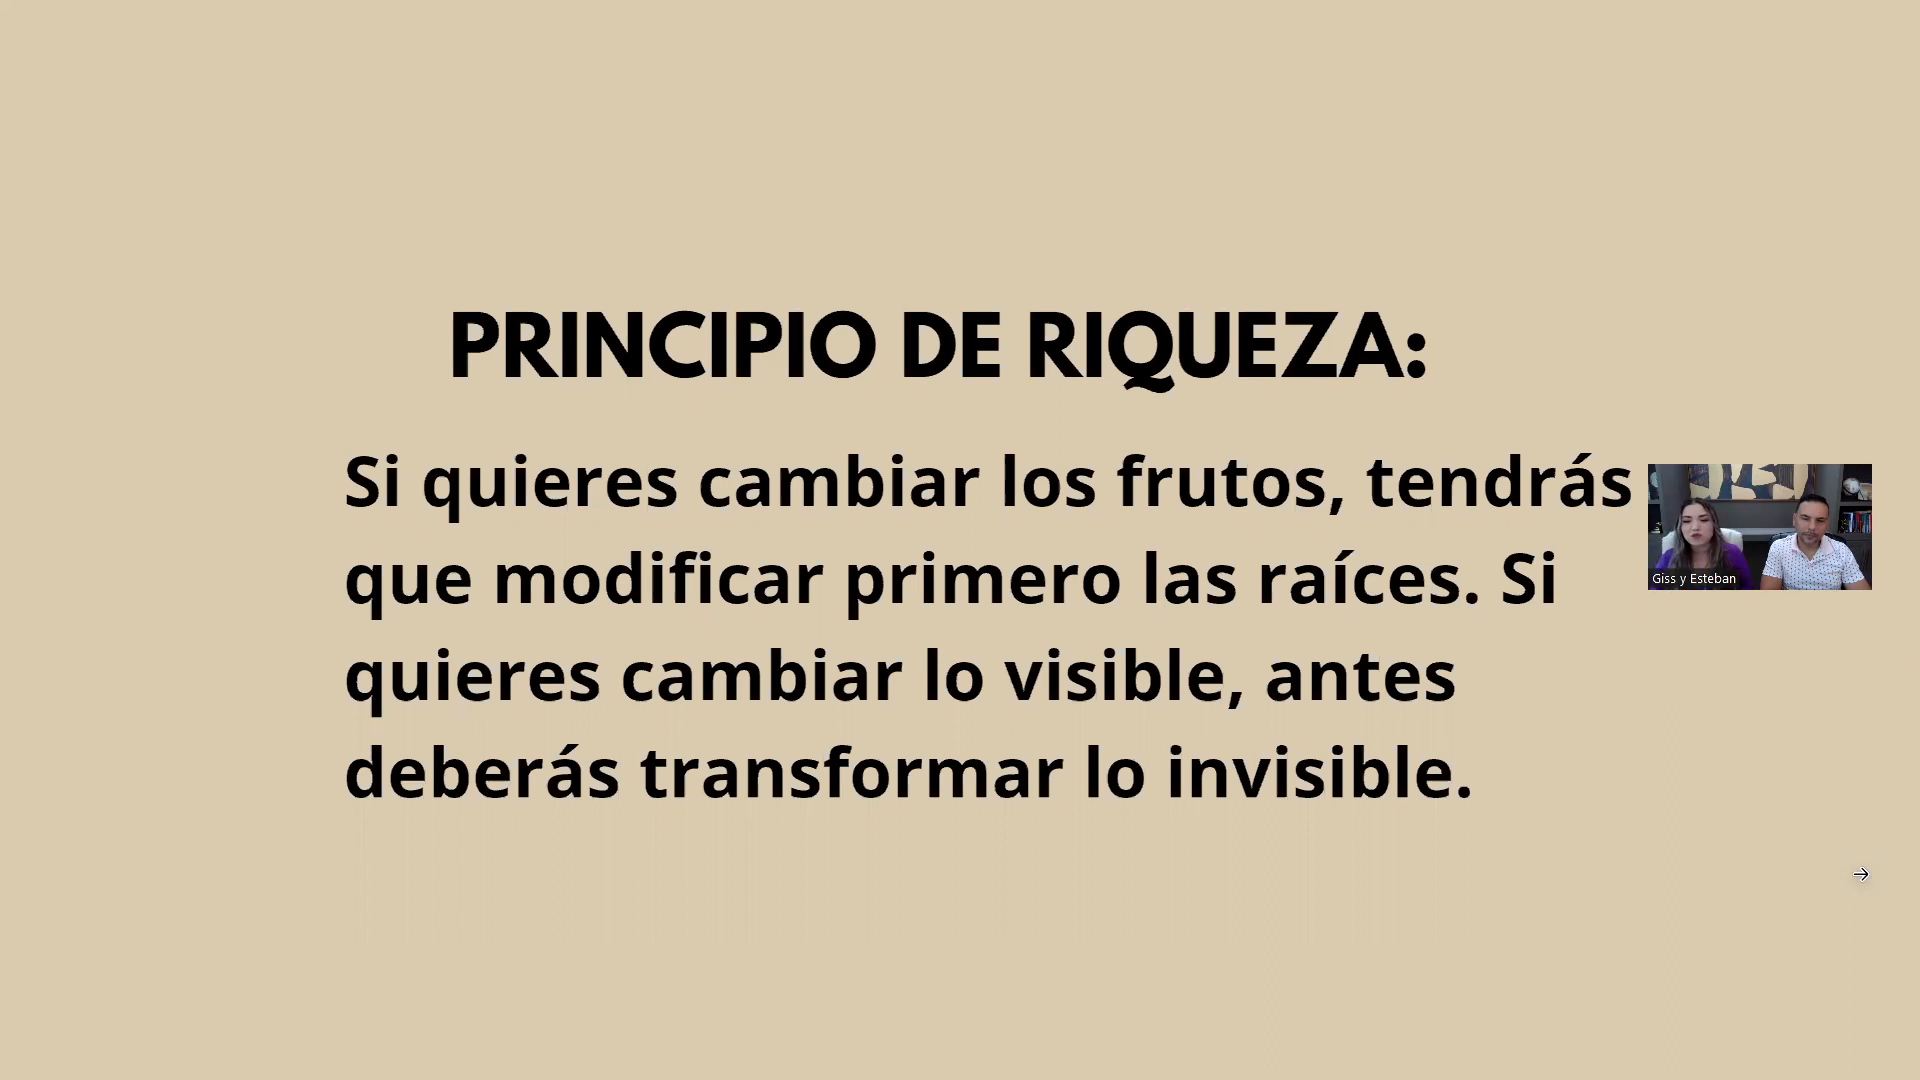 PRINCIPIO DE RIQUEZA:
Si quieres cambiar los frutos, tendrás
que modificar primero las raíces. Si
quieres cambiar lo visible, antes
deberás transformar lo invisible.
Giss y Esteban